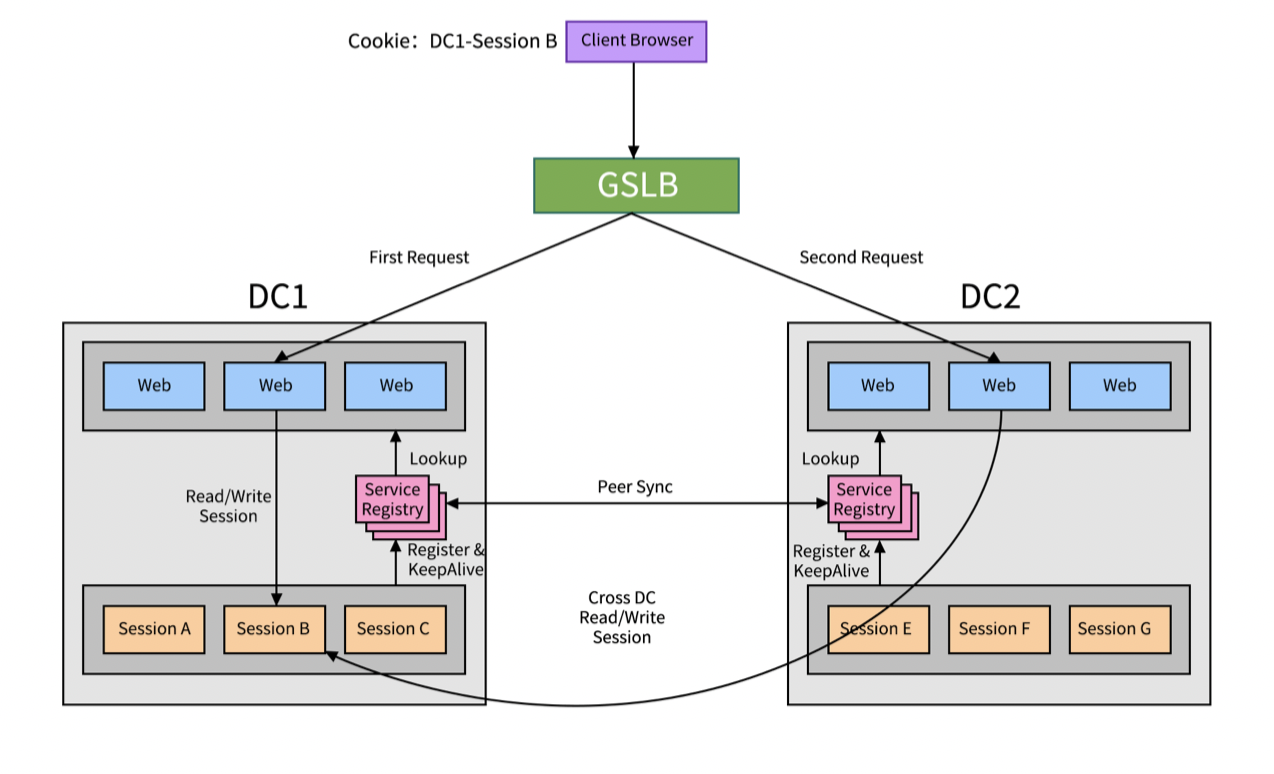 Cookie：DC1-Session B
Client Browser
GSLB
First Request
Second Request
DC1
DC2
Web
Web
Web
Web
Web
Web
Lookup
Lookup
Read/Write
Session
Service
Registry
Peer Sync
Service
Registry
Register &
KeepAlive
Register &
KeepAlive
Cross DC
Read/Write
Session
Session A
Session B
Session C
Session E
Session F
Session G